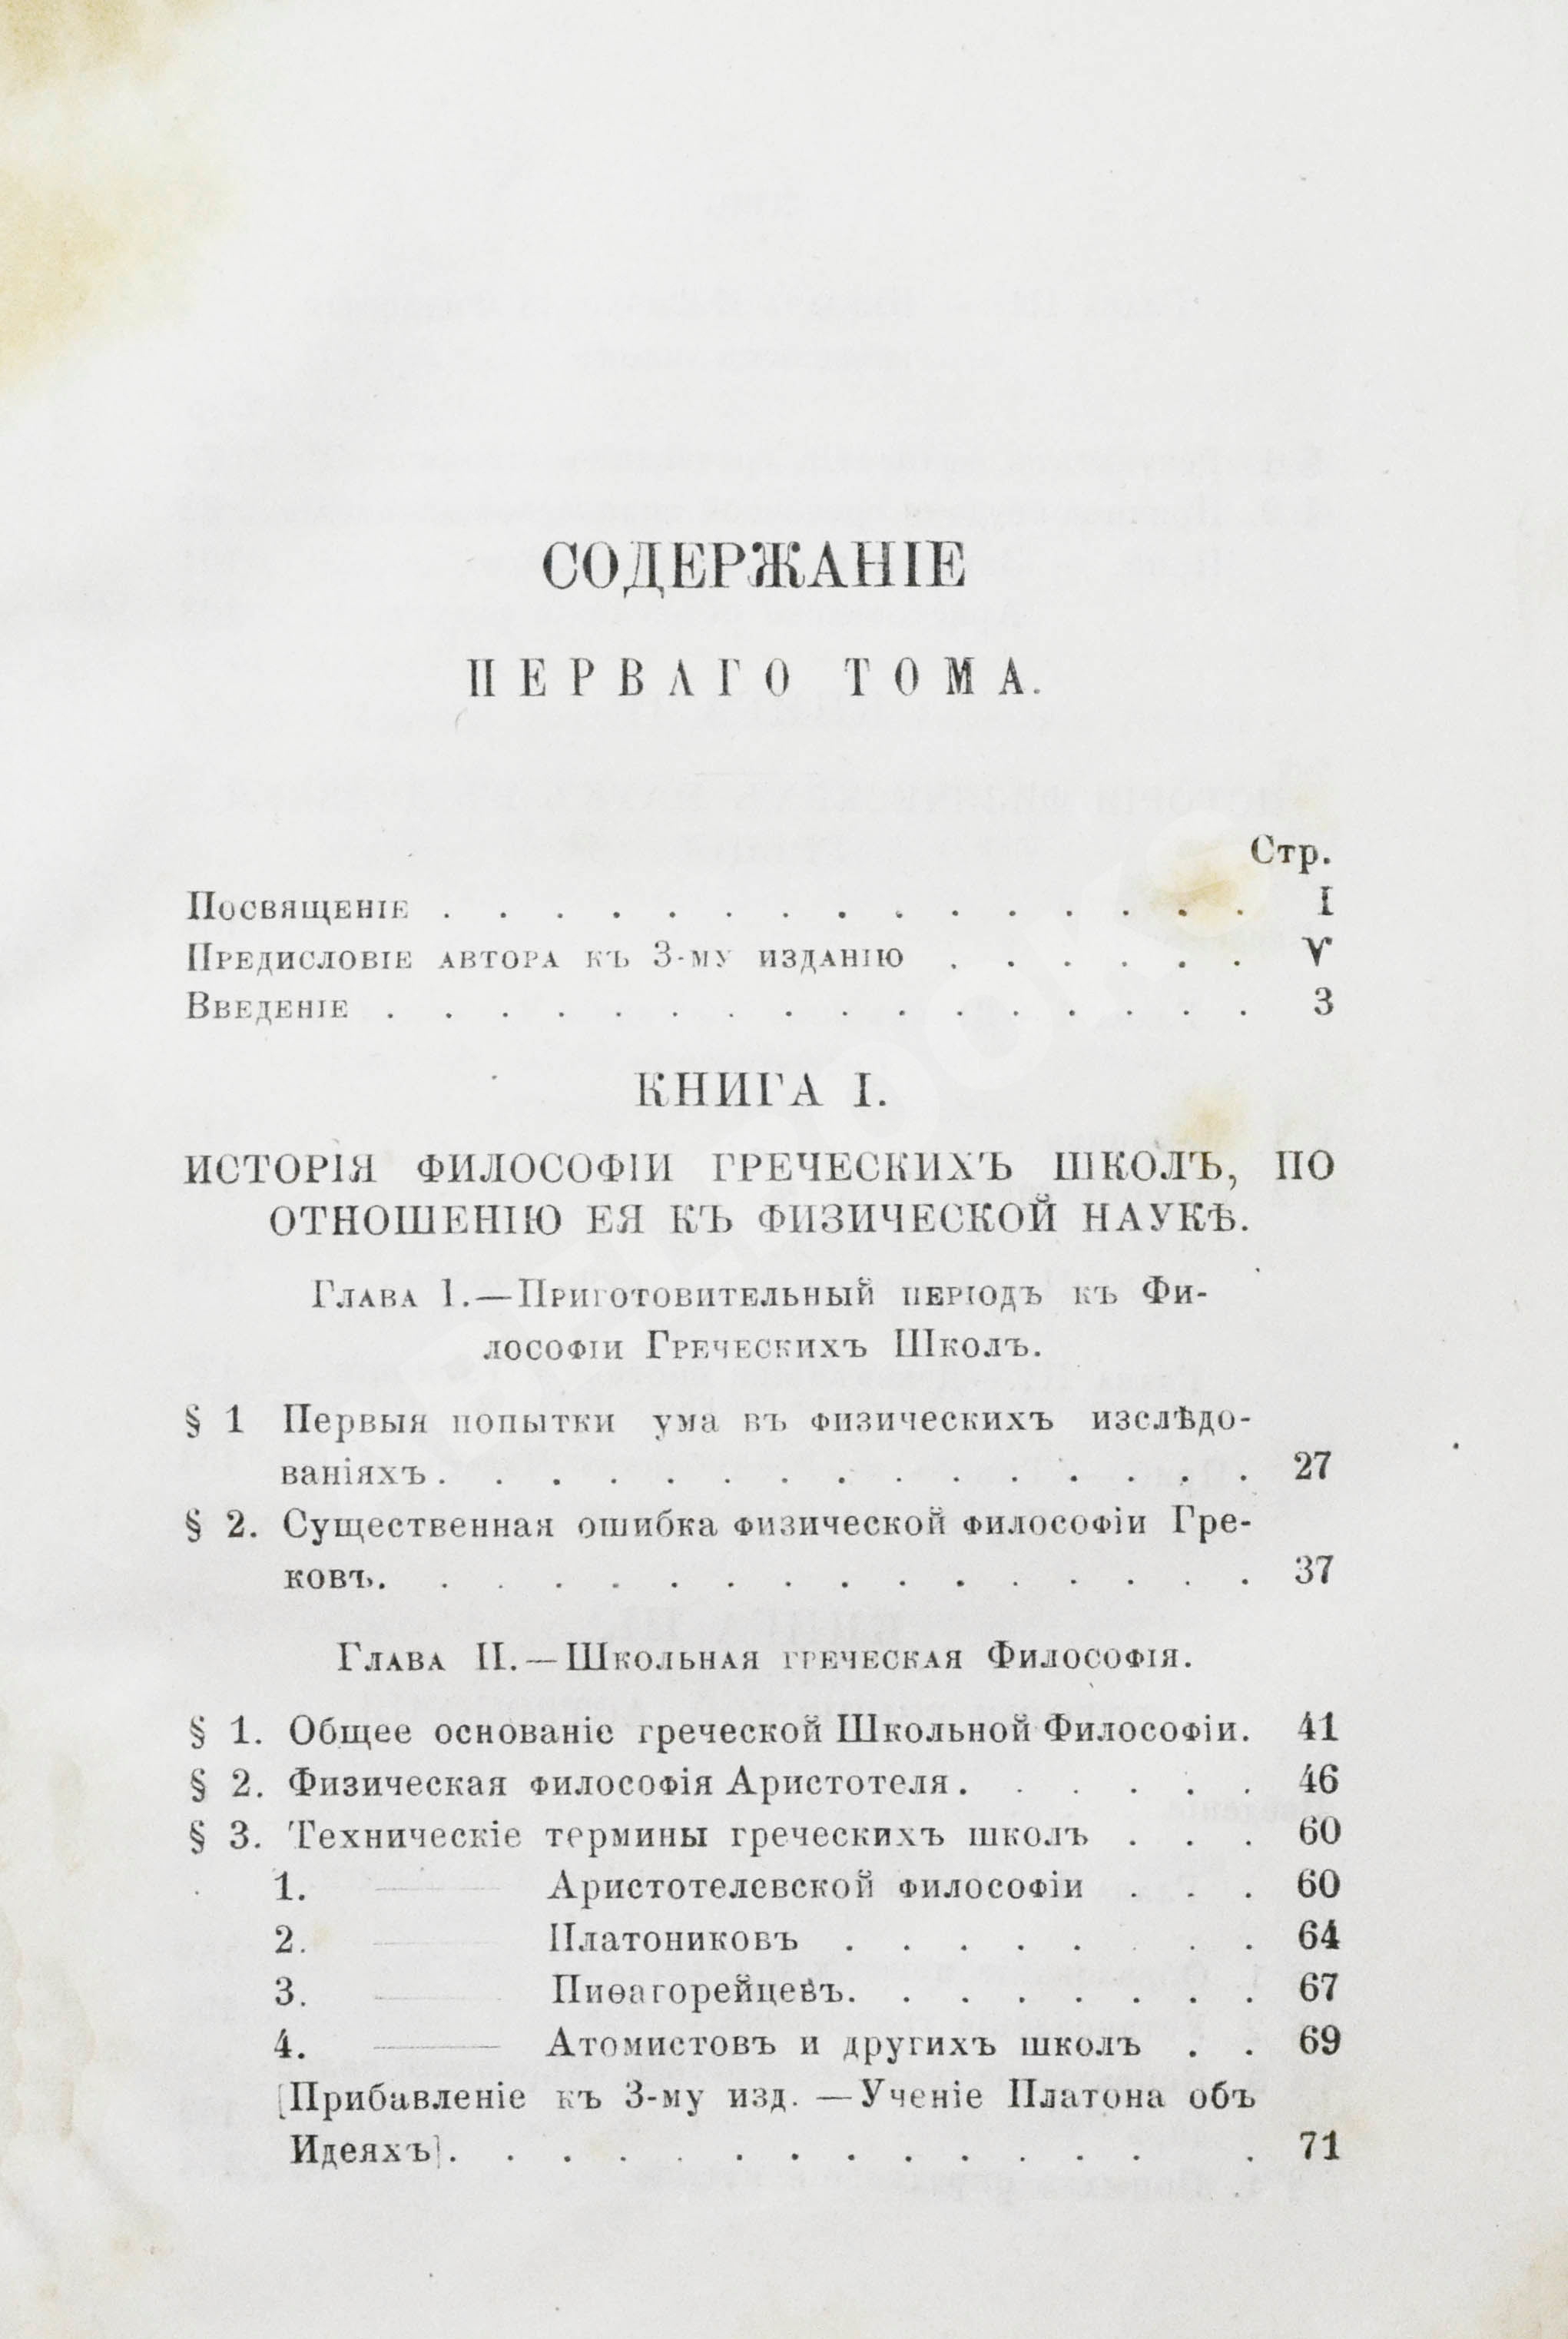 СОДЕРЖАНІЕ
ПЕРВАГО ТОМА.
Стр.
Посвященіе . . . . . . . . . . . . . . . I
Предисловіе автора къ 3-му изданію . . . . . . V
Введеніе . . . . . . . . . . . . . . . . 3
КНИГА I.
ИСТОРІЯ ФИЛОСОФІИ ГРЕЧЕСКИХЪ ШКОЛЪ, ПО
ОТНОШЕНІЮ ЕЯ КЪ ФИЗИЧЕСКОЙ НАУКѢ.
Глава I.—Приготовительный періодъ къ Фи-
лософіи Греческихъ Школъ.
§ 1 Первыя попытки ума въ физическихъ изслѣдо-
ваніяхъ. . . . . . . . . . . . . . . 27
§ 2. Существенная ошибка физической философіи Гре-
ковъ. . . . . . . . . . . . . . . . 37
Глава II.—Школьная греческая Философія.
§ 1. Общее основаніе греческой Школьной Философіи. 41
§ 2. Физическая философія Аристотеля. . . . . . 46
§ 3. Техническіе термины греческихъ школъ . . . 60
1. — Аристотелевской философіи . . . 60
2. — Платониковъ . . . . . . . . 64
3. — Пиѳагорейцевъ. . . . . . . . 67
4. — Атомистовъ и другихъ школъ . . 69
[Прибавленіе къ 3-му изд. —Ученіе Платона объ
Идеяхъ]. . . . . . . . . . . . . . 71